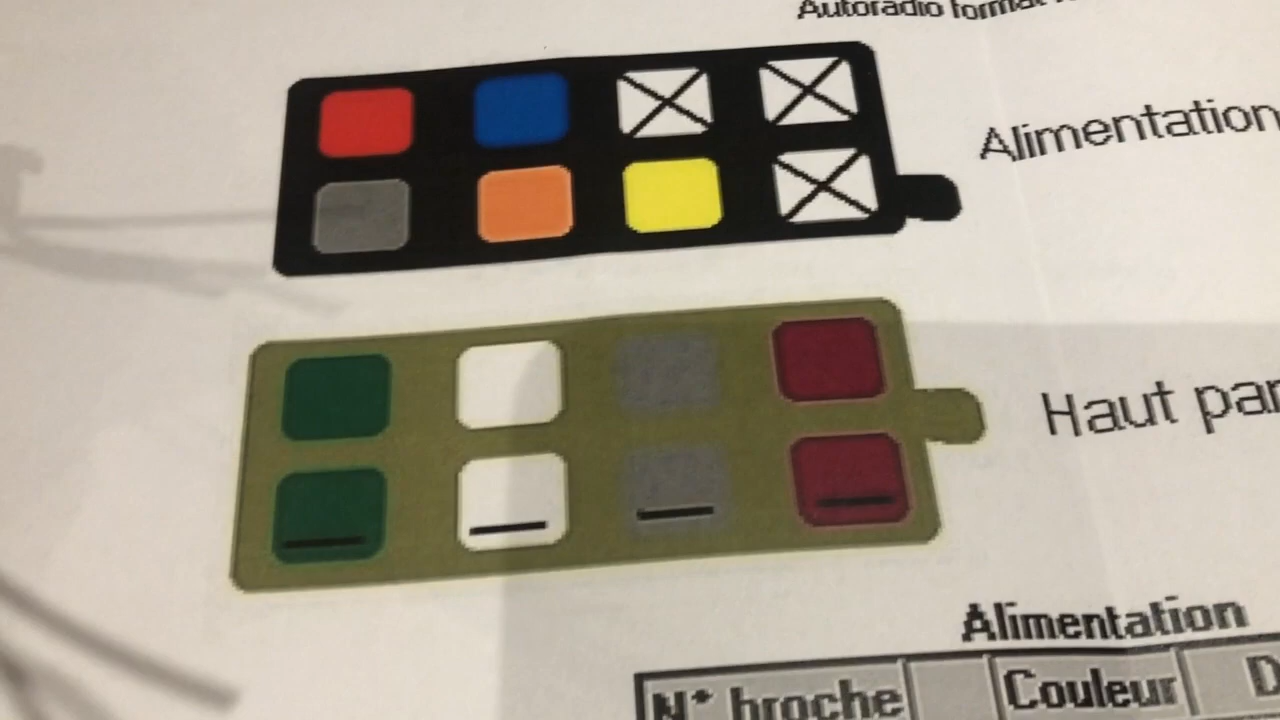 Autoradio format
Alimentation
Haut par
Alimentation
N° broche Couleur D